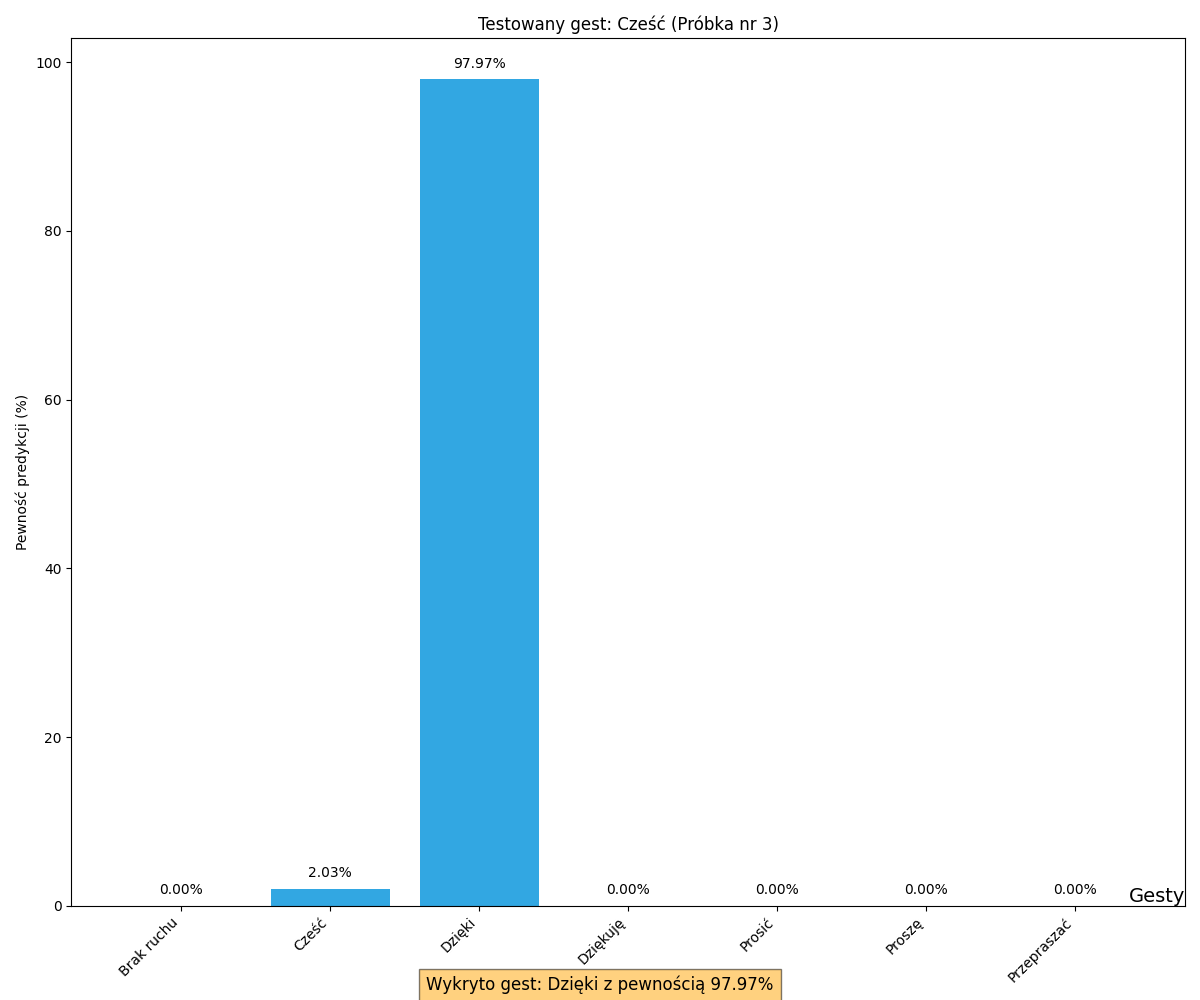 Testowany gest: Cześć (Próbka nr 3)
Pewność predykcji (%)
100
80
60
40
20
0
0.00%
2.03%
97.97%
0.00%
0.00%
0.00%
0.00%
Gesty
Brak ruchu
Cześć
Dzięki
Dziękuję
Prosić
Proszę
Przepraszać
Wykryto gest: Dzięki z pewnością 97.97%